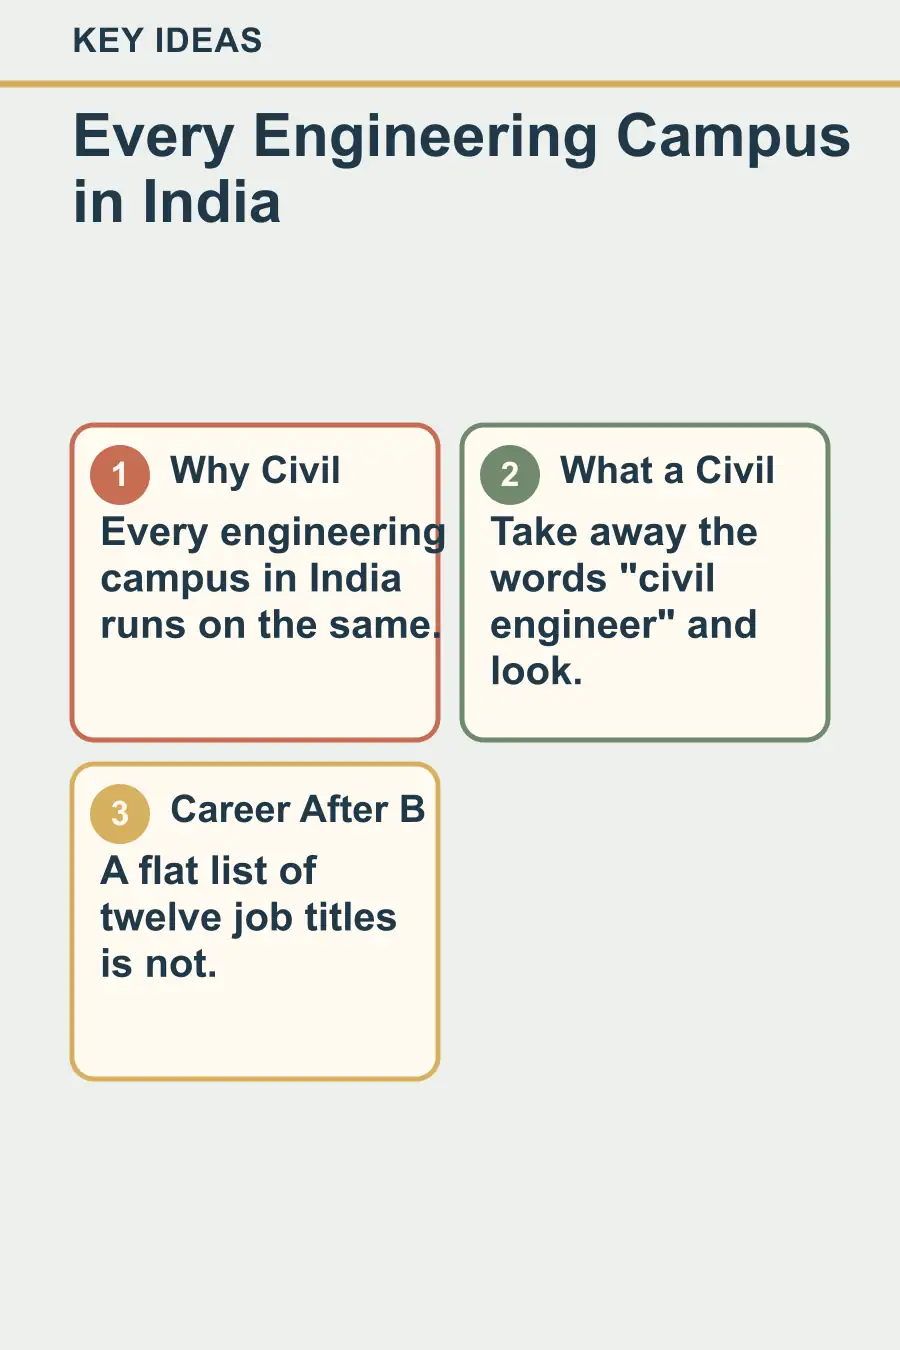 KEY IDEAS
Every Engineering Campus
in India
1 Why Civil
Every engineering
campus in India
runs on the same.
2 What a Civil
Take away the
words "civil
engineer" and
look.
3 Career After B
A flat list of
twelve job titles
is not.